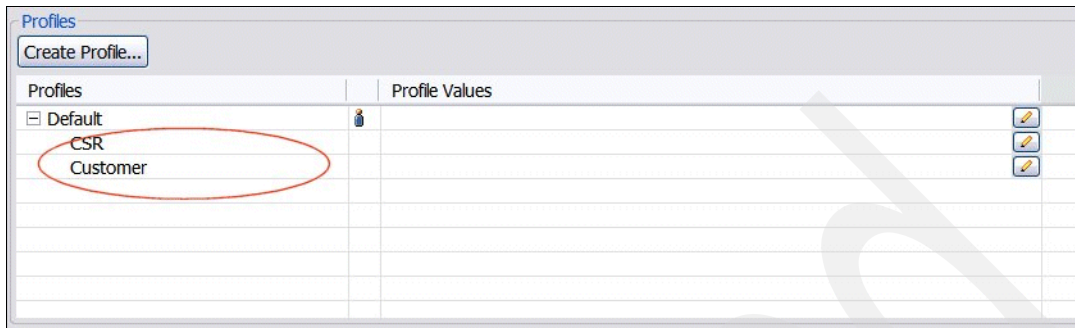 Profiles
Create Profile...
Profiles Profile Values
Default
CSR
Customer